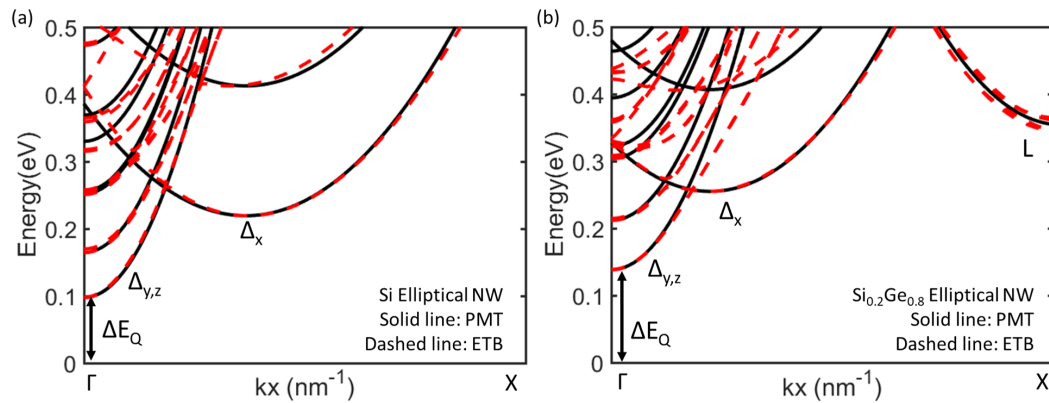 (a)
Energy(eV)
0.5
0.4
0.3
0.2
0.1
0
Δx
Δy,z
ΔEQ
Si Elliptical NW
Solid line: PMT
Dashed line: ETB
Γ
kx (nm-1)
X
(b)
Energy(eV)
0.5
0.4
0.3
0.2
0.1
0
L
Δx
Δy,z
ΔEQ
Si0.2Ge0.8 Elliptical NW
Solid line: PMT
Dashed line: ETB
Γ
kx (nm-1)
X